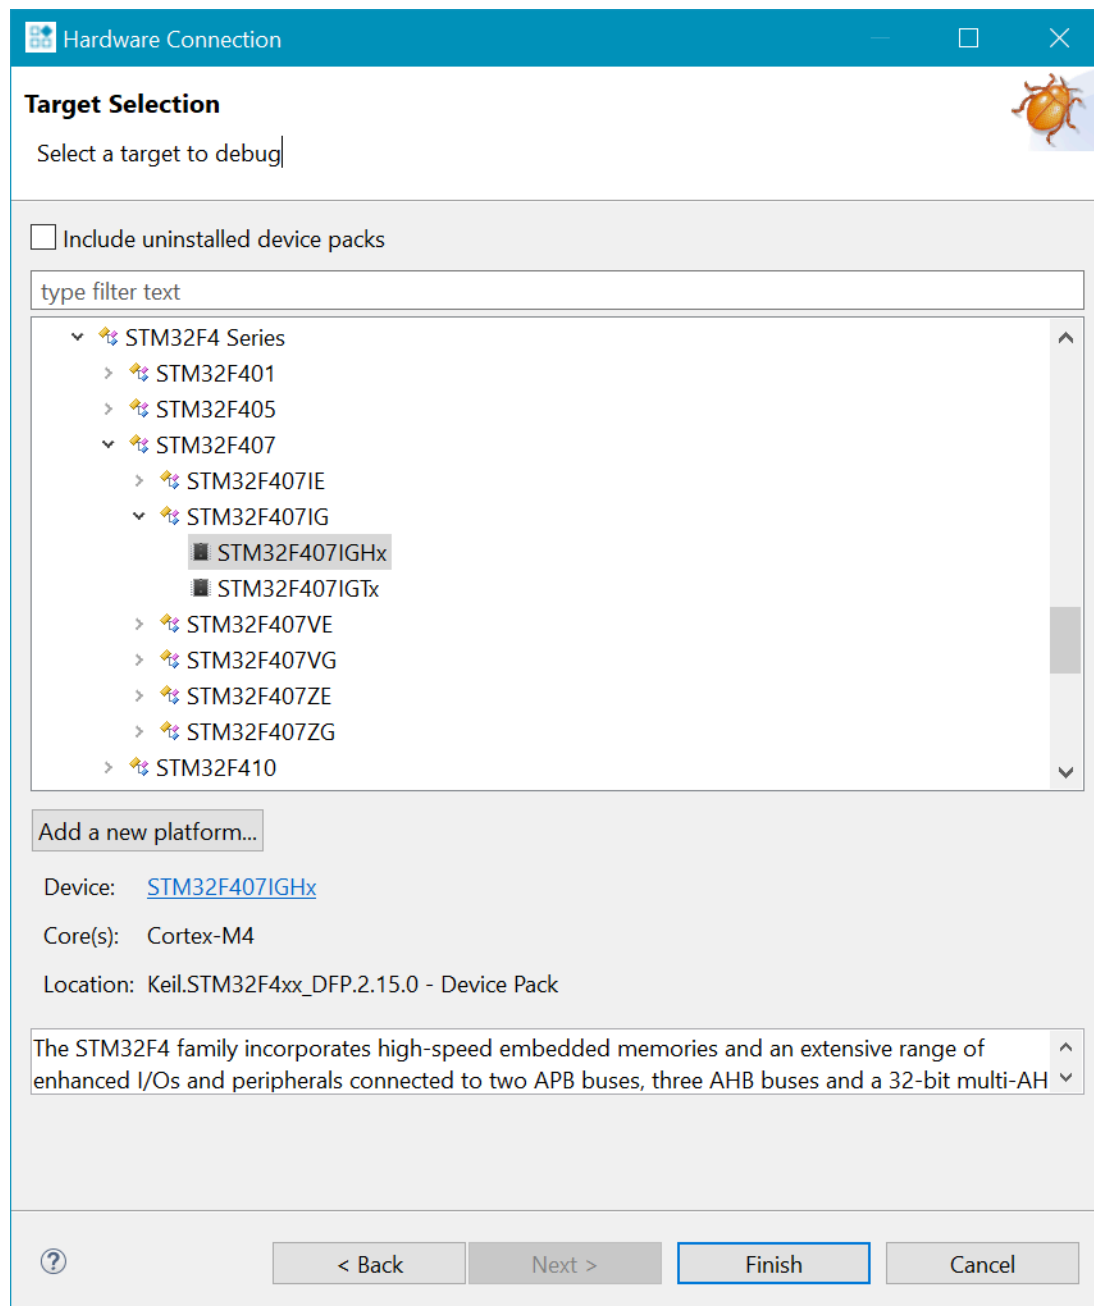 Hardware Connection
Target Selection
Select a target to debug
Include uninstalled device packs
type filter text
STM32F4 Series
STM32F401
STM32F405
STM32F407
STM32F407IE
STM32F407IG
STM32F407IGHx
STM32F407IGTx
STM32F407VE
STM32F407VG
STM32F407ZE
STM32F407ZG
STM32F410
Add a new platform...
Device: STM32F407IGHx
Core(s): Cortex-M4
Location: Keil.STM32F4xx_DFP.2.15.0 - Device Pack
The STM32F4 family incorporates high-speed embedded memories and an extensive range of
enhanced I/Os and peripherals connected to two APB buses, three AHB buses and a 32-bit multi-AH
? < Back Next > Finish Cancel